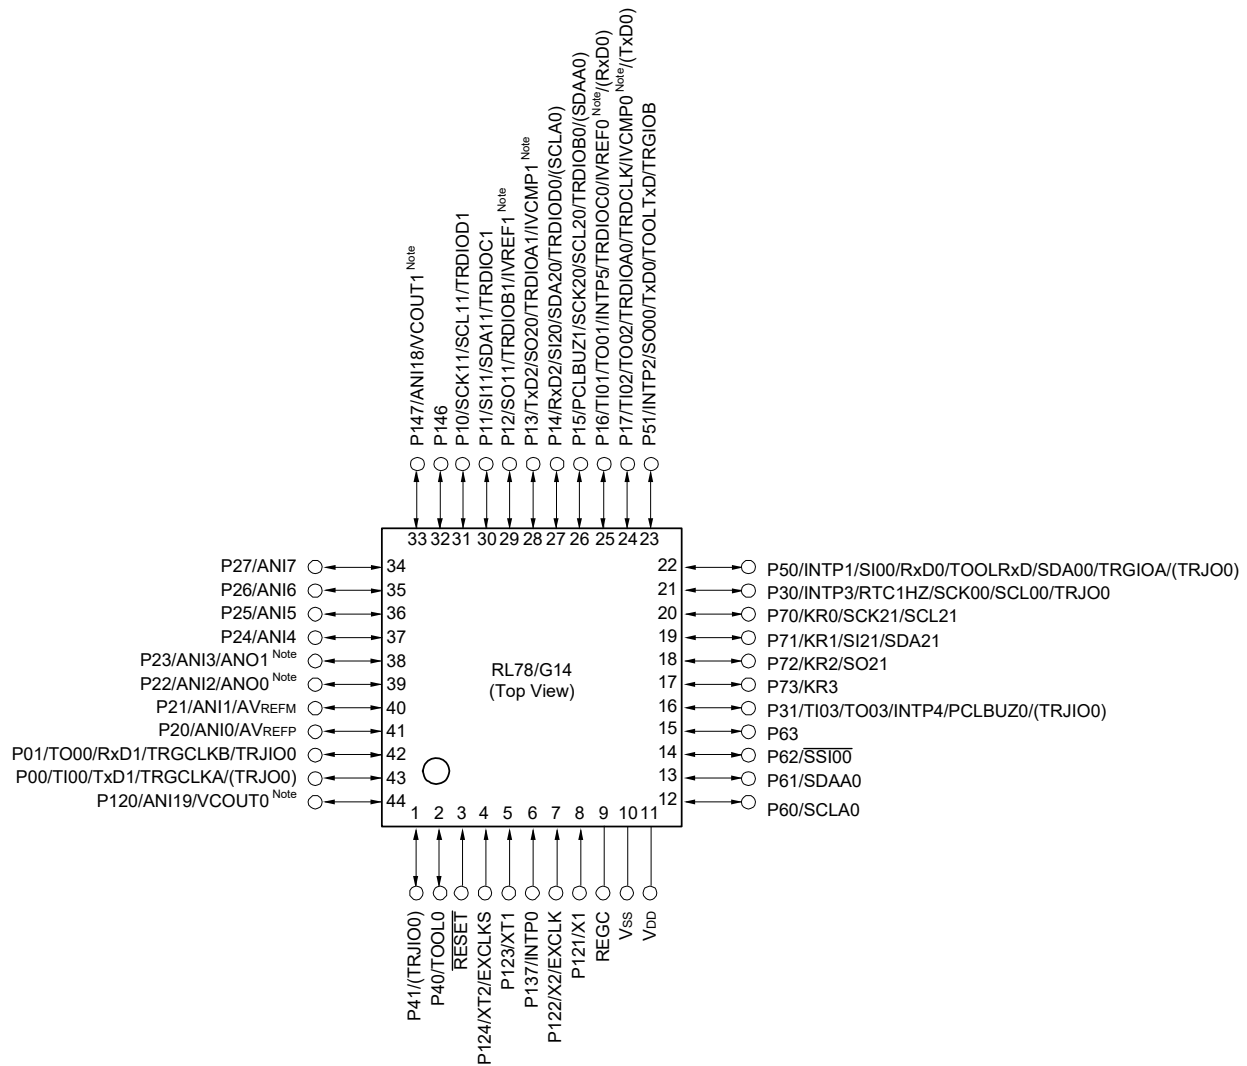 P147/ANI18/VCOUT1 Note
P146
P10/SCK11/SCL11/TRDIOD1
P11/SI11/SDA11/TRDIOC1
P12/SO11/TRDIOB1/IVREF1 Note
P13/TxD2/SO20/TRDIOA1/IVCMP1 Note
P14/RxD2/SI20/SDA20/TRDIOD0/(SCLA0)
P15/PCLBUZ1/SCK20/SCL20/TRDIOB0/(SDAA0)
P16/TI01/TO01/INTP5/TRDIOC0/IVREF0 Note/(RxD0)
P17/TI02/TO02/TRDIOA0/TRDCLK/IVCMP0 Note/(TxD0)
P51/INTP2/SO00/TxD0/TOOLTxD/TRGIOB
33 32 31 30 29 28 27 26 25 24 23
P27/ANI7 34
P26/ANI6 35
P25/ANI5 36
P24/ANI4 37
P23/ANI3/ANO1 Note 38
P22/ANI2/ANO0 Note 39
P21/ANI1/AVREFM 40
P20/ANI0/AVREFP 41
P01/TO00/RxD1/TRGCLKB/TRJIO0 42
P00/TI00/TxD1/TRGCLKA/(TRJO0) 43
P120/ANI19/VCOUT0 Note 44
RL78/G14
(Top View)
22 P50/INTP1/SI00/RxD0/TOOLRxD/SDA00/TRGIOA/(TRJO0)
21 P30/INTP3/RTC1HZ/SCK00/SCL00/TRJO0
20 P70/KR0/SCK21/SCL21
19 P71/KR1/SI21/SDA21
18 P72/KR2/SO21
17 P73/KR3
16 P31/TI03/TO03/INTP4/PCLBUZ0/(TRJIO0)
15 P63
14 P62/SSI00
13 P61/SDAA0
12 P60/SCLA0
1 2 3 4 5 6 7 8 9 10 11
P41/(TRJIO0)
P40/TOOL0
RESET
P124/XT2/EXCLKS
P123/XT1
P137/INTP0
P122/X2/EXCLK
P121/X1
REGC
VSS
VDD